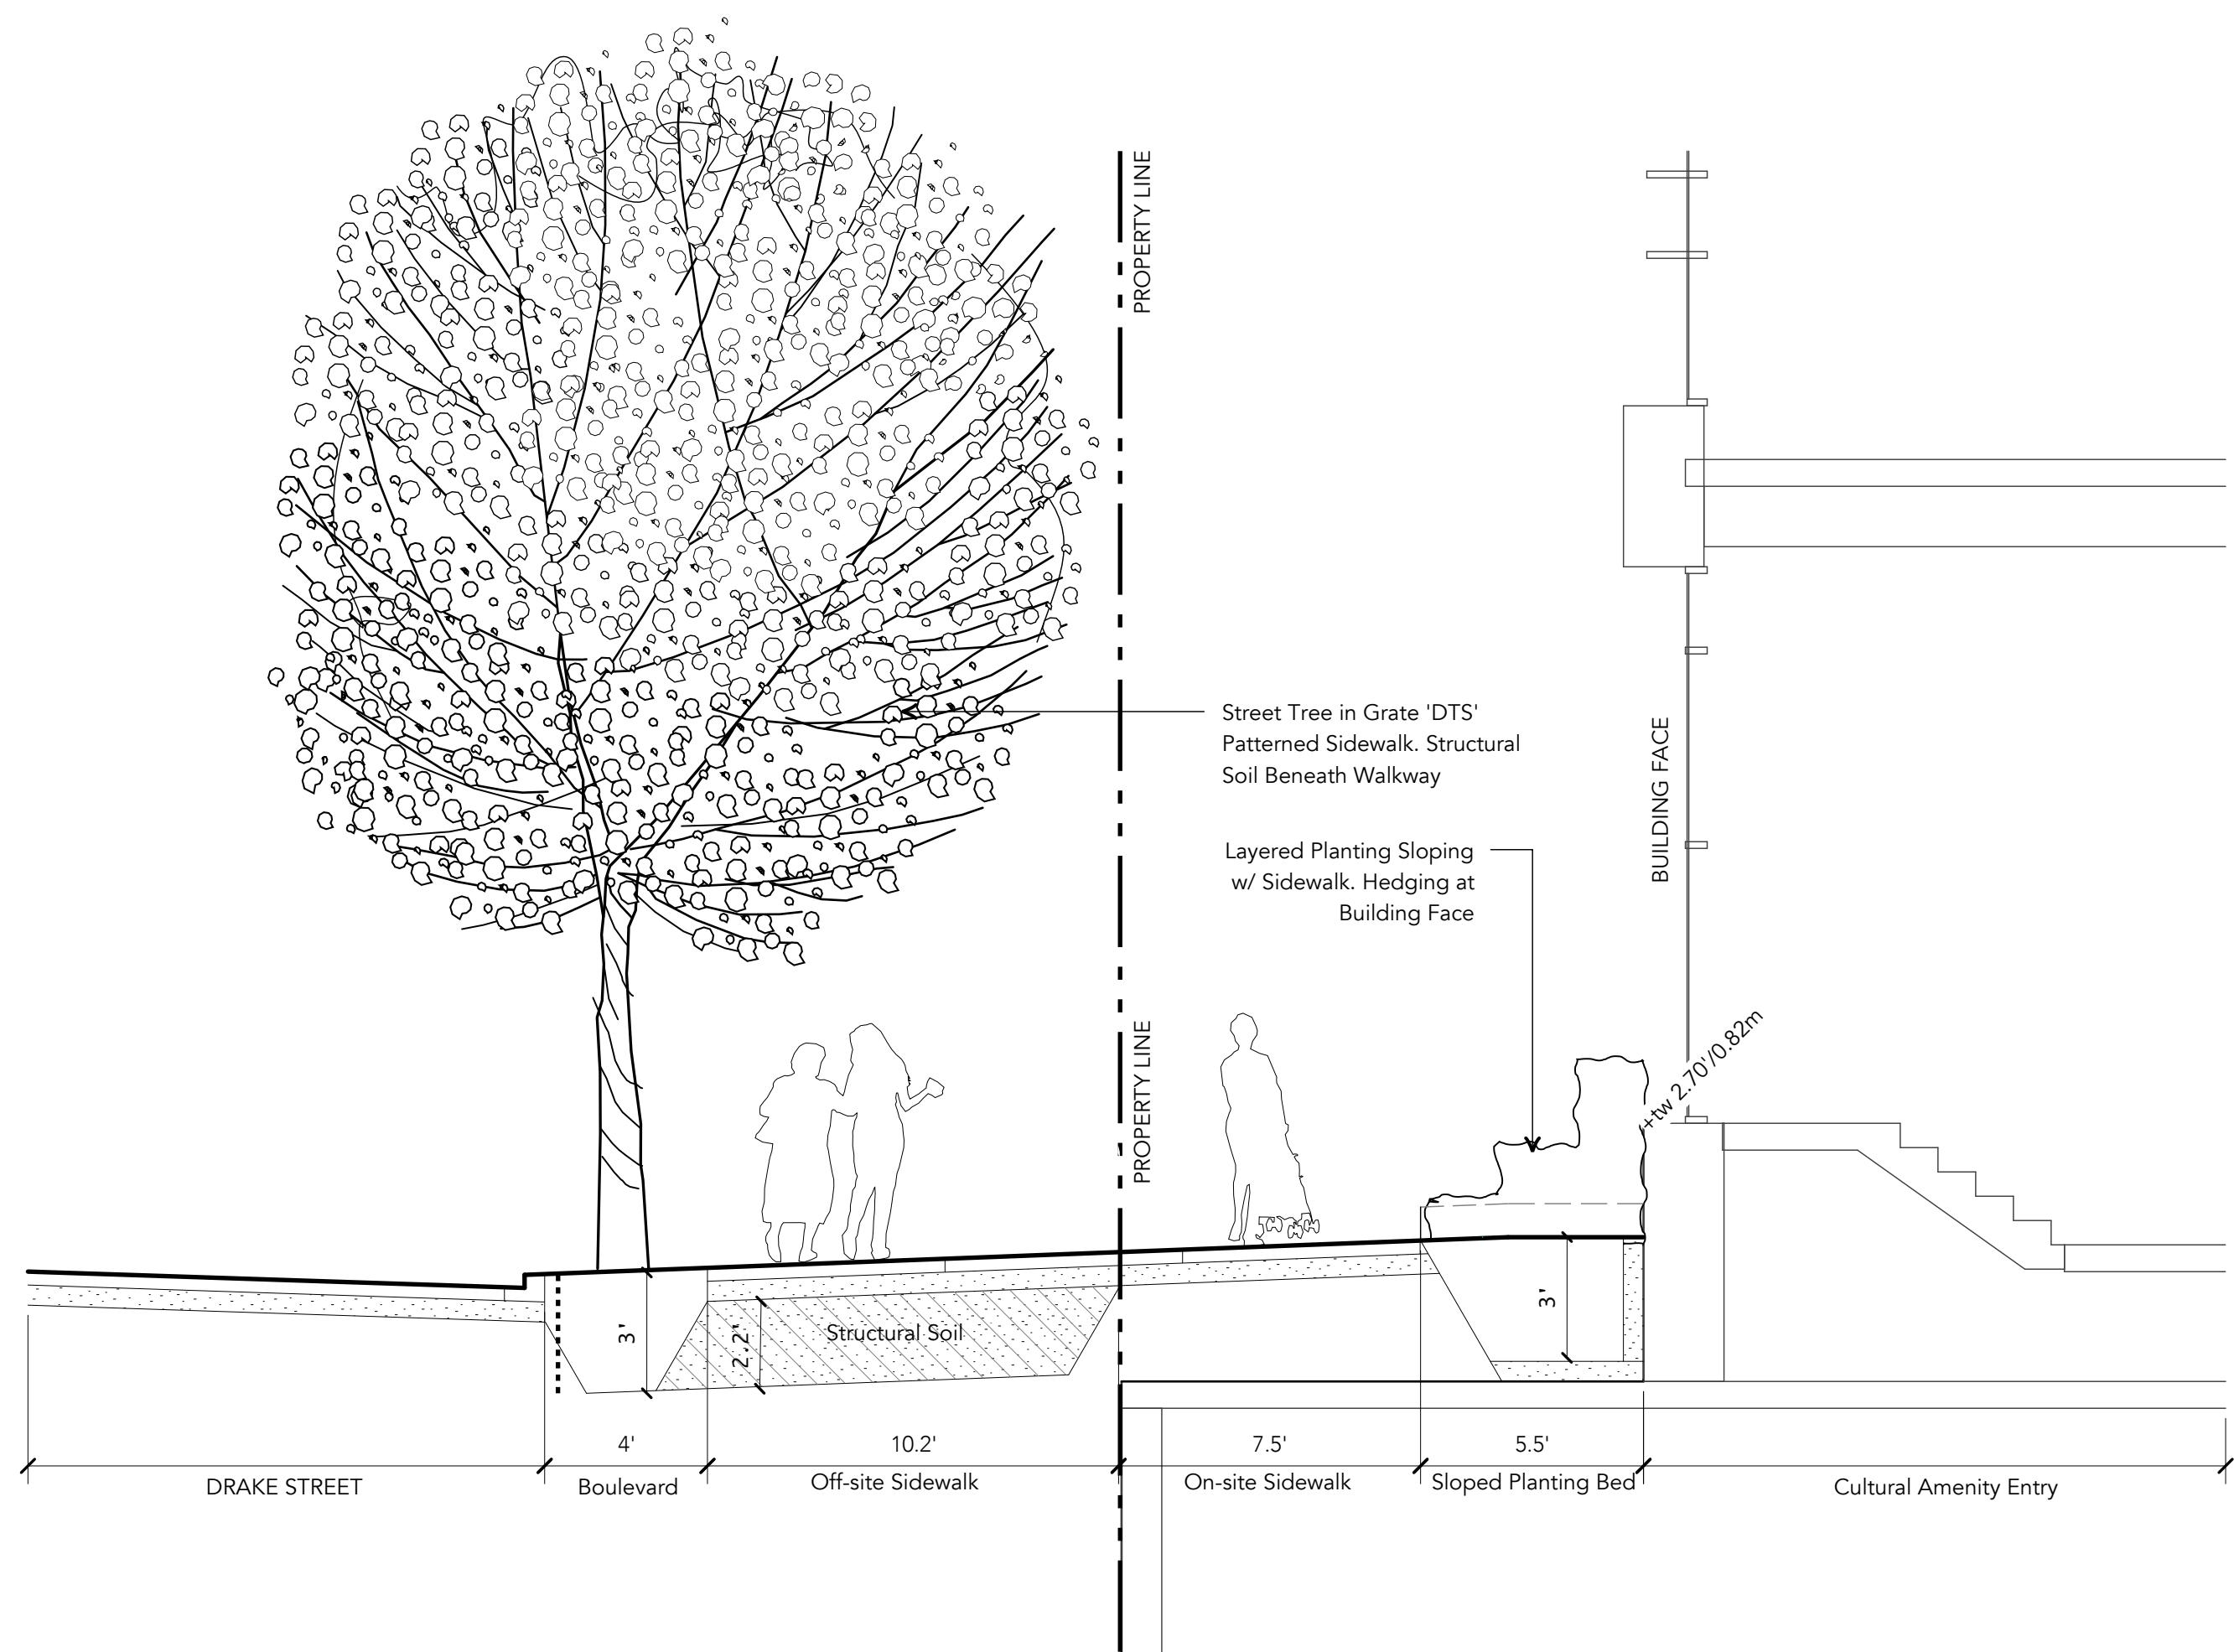 PROPERTY LINE
Street Tree in Grate 'DTS'
Patterned Sidewalk. Structural
Soil Beneath Walkway
BUILDING FACE
Layered Planting Sloping
w/ Sidewalk. Hedging at
Building Face
PROPERTY LINE
+tw 2.70'/0.82m
3'
2.2'
Structural Soil
3'
4'
10.2'
7.5'
5.5'
DRAKE STREET
Boulevard
Off-site Sidewalk
On-site Sidewalk
Sloped Planting Bed
Cultural Amenity Entry